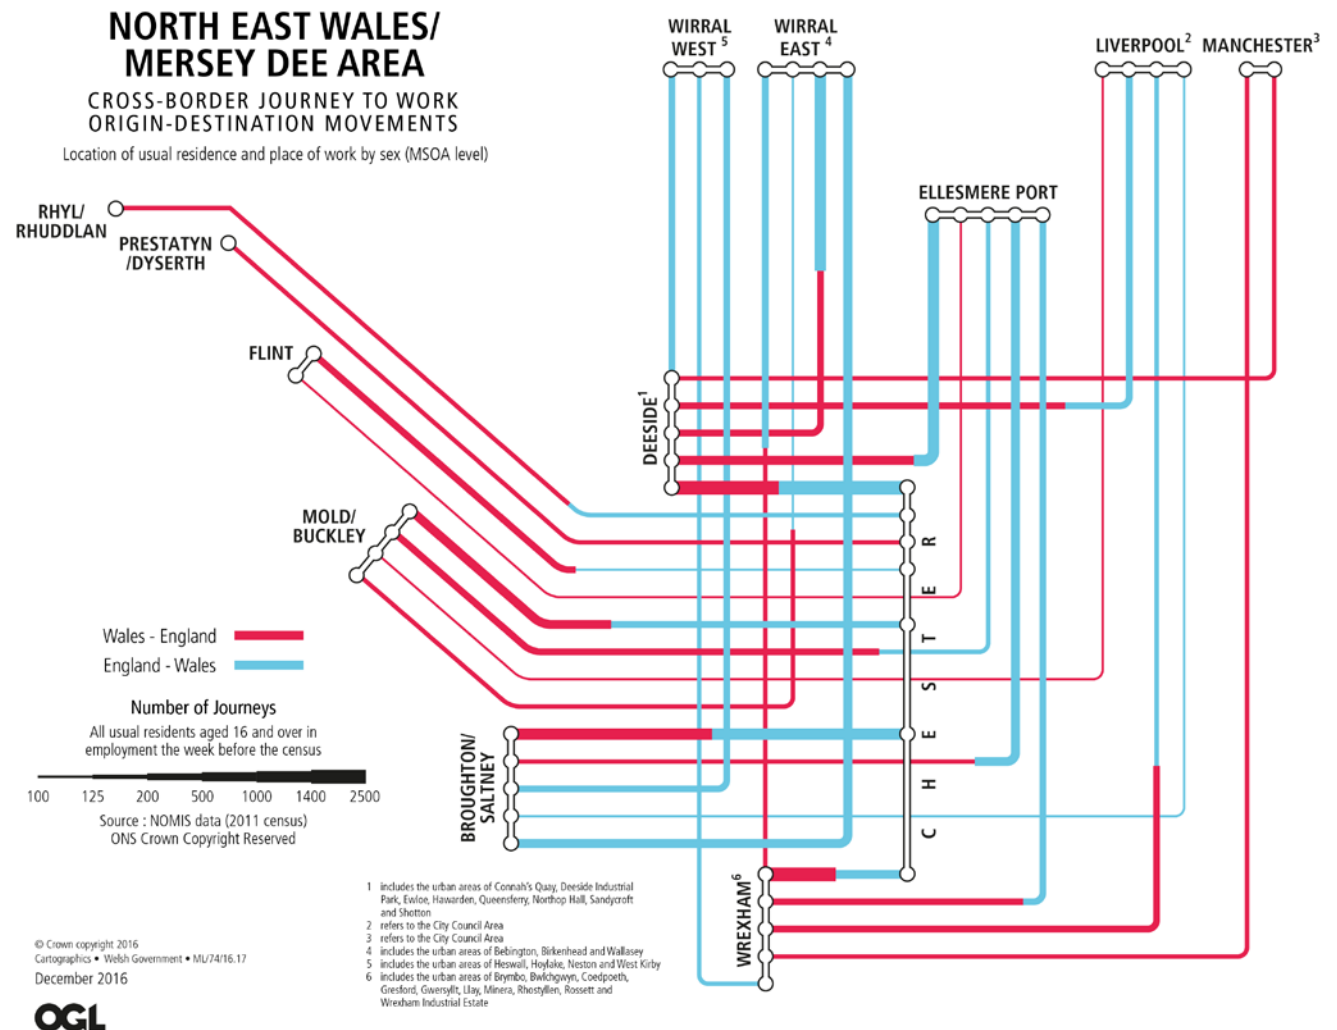 NORTH EAST WALES/
MERSEY DEE AREA
CROSS-BORDER JOURNEY TO WORK
ORIGIN-DESTINATION MOVEMENTS
Location of usual residence and place of work by sex (MSOA level)
WIRRAL
WEST 5
WIRRAL
EAST 4
LIVERPOOL2
MANCHESTER3
ELLESMERE PORT
RHYL/
RHUDDLAN
PRESTATYN
/DYSERTH
FLINT
DEESIDE1
MOLD/
BUCKLEY
CHESTER
BROUGHTON/
SALTNEY
WREXHAM6
Wales - England
England - Wales
Number of Journeys
All usual residents aged 16 and over in
employment the week before the census
100 125 200 500 1000 1400 2500
Source : NOMIS data (2011 census)
ONS Crown Copyright Reserved
1 includes the urban areas of Connah's Quay, Deeside Industrial
Park, Ewloe, Hawarden, Queensferry, Northop Hall, Sandycroft
and Shotton
2 refers to the City Council Area
3 refers to the City Council Area
4 includes the urban areas of Bebington, Birkenhead and Wallasey
5 includes the urban areas of Heswall, Hoylake, Neston and West Kirby
6 includes the urban areas of Brymbo, Bwlchgwyn, Coedpoeth,
Gresford, Gwersyllt, Llay, Minera, Rhostyllen, Rossett and
Wrexham Industrial Estate
© Crown copyright 2016
Cartographics • Welsh Government • ML/74/16.17
December 2016
OGL